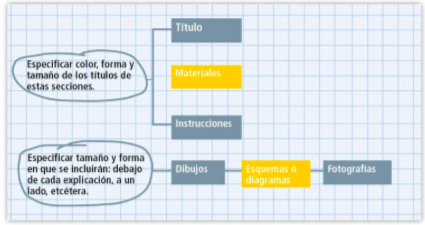 Título
Especificar color, forma y
tamaño de los títulos de
estas secciones.
Materiales
Instrucciones
Especificar tamaño y forma
en que se incluirán: debajo
de cada explicación, a un
lado, etcétera.
Dibujos
Esquemas o
diagramas
Fotografías